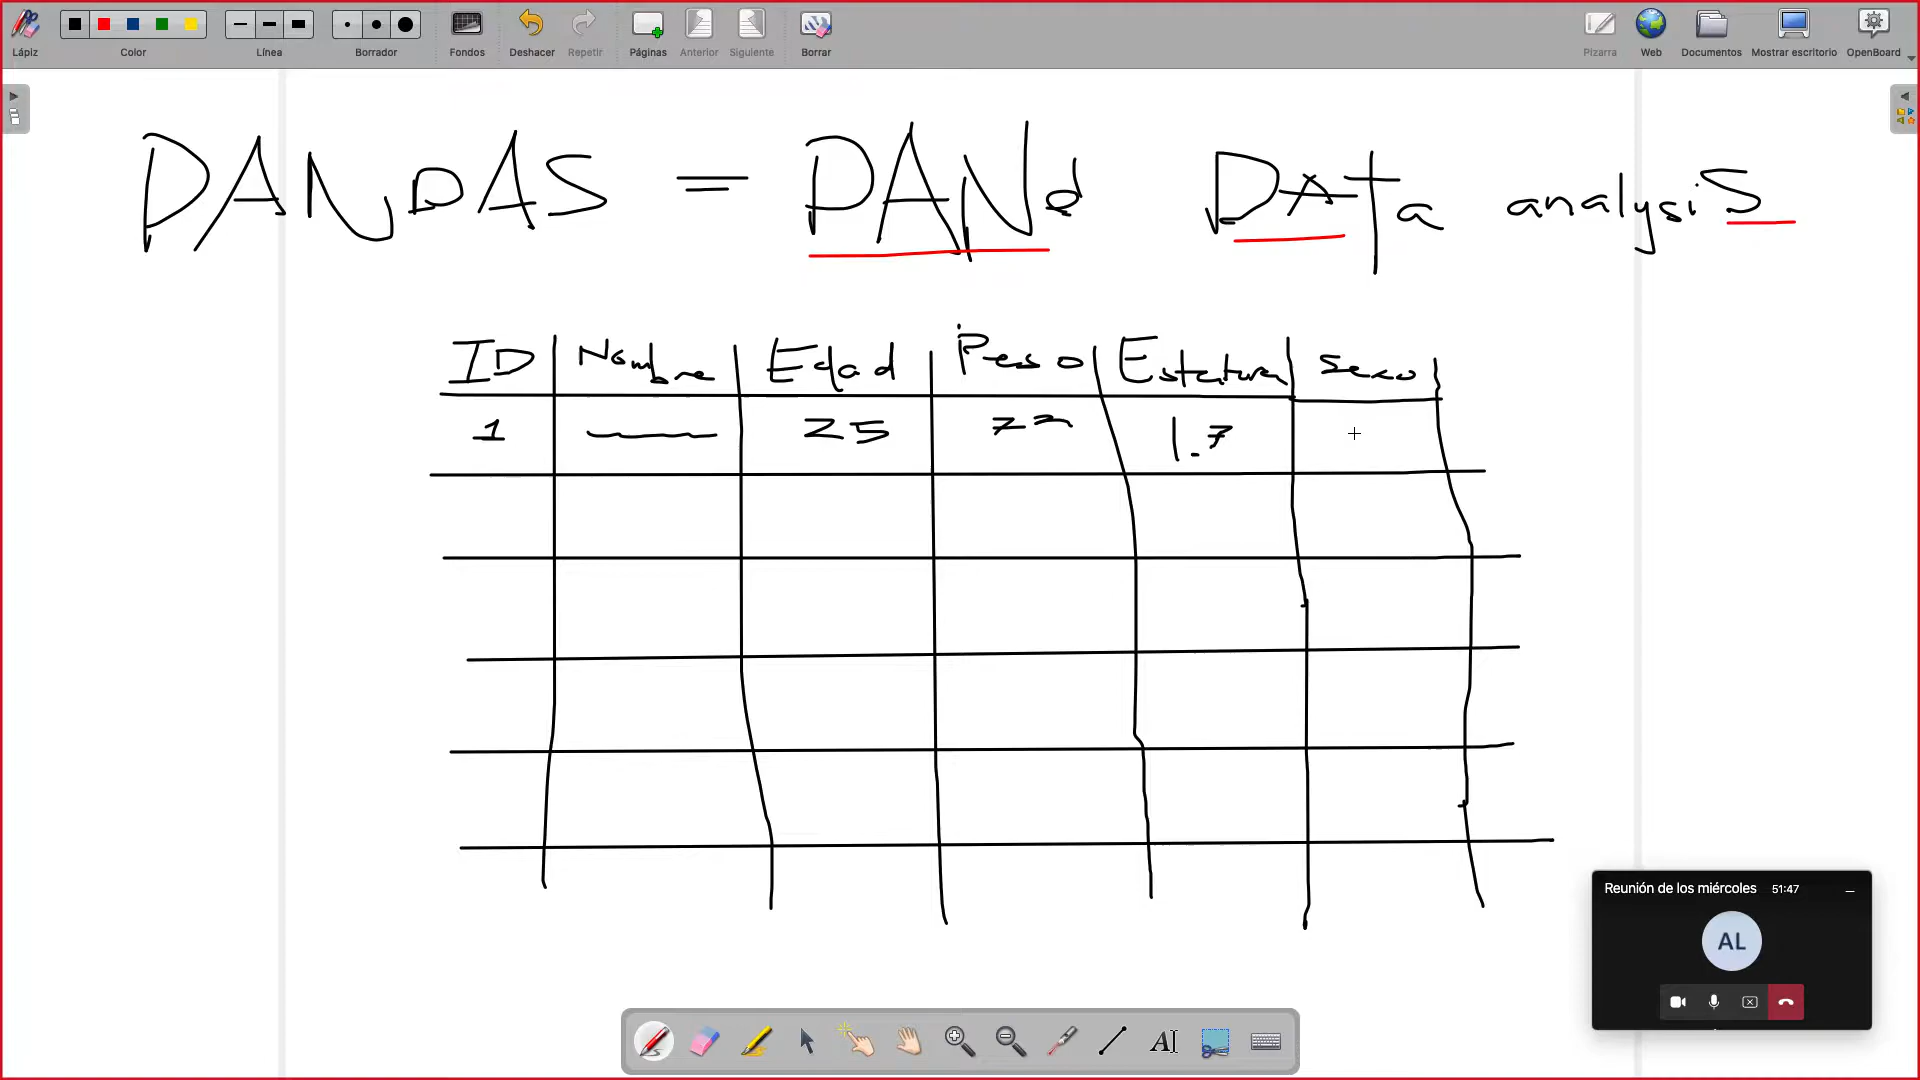 Lápiz Color Línea Borrador Fondos Deshacer Repetir Páginas Anterior Siguiente Borrar Pizarra Web Documentos Mostrar escritorio OpenBoard
PANDAS = PANel DATa analysiS
ID Nombre Edad Peso Estatura Sexo
1 25 72 1.7
Reunión de los miércoles 51:47
AL
AI